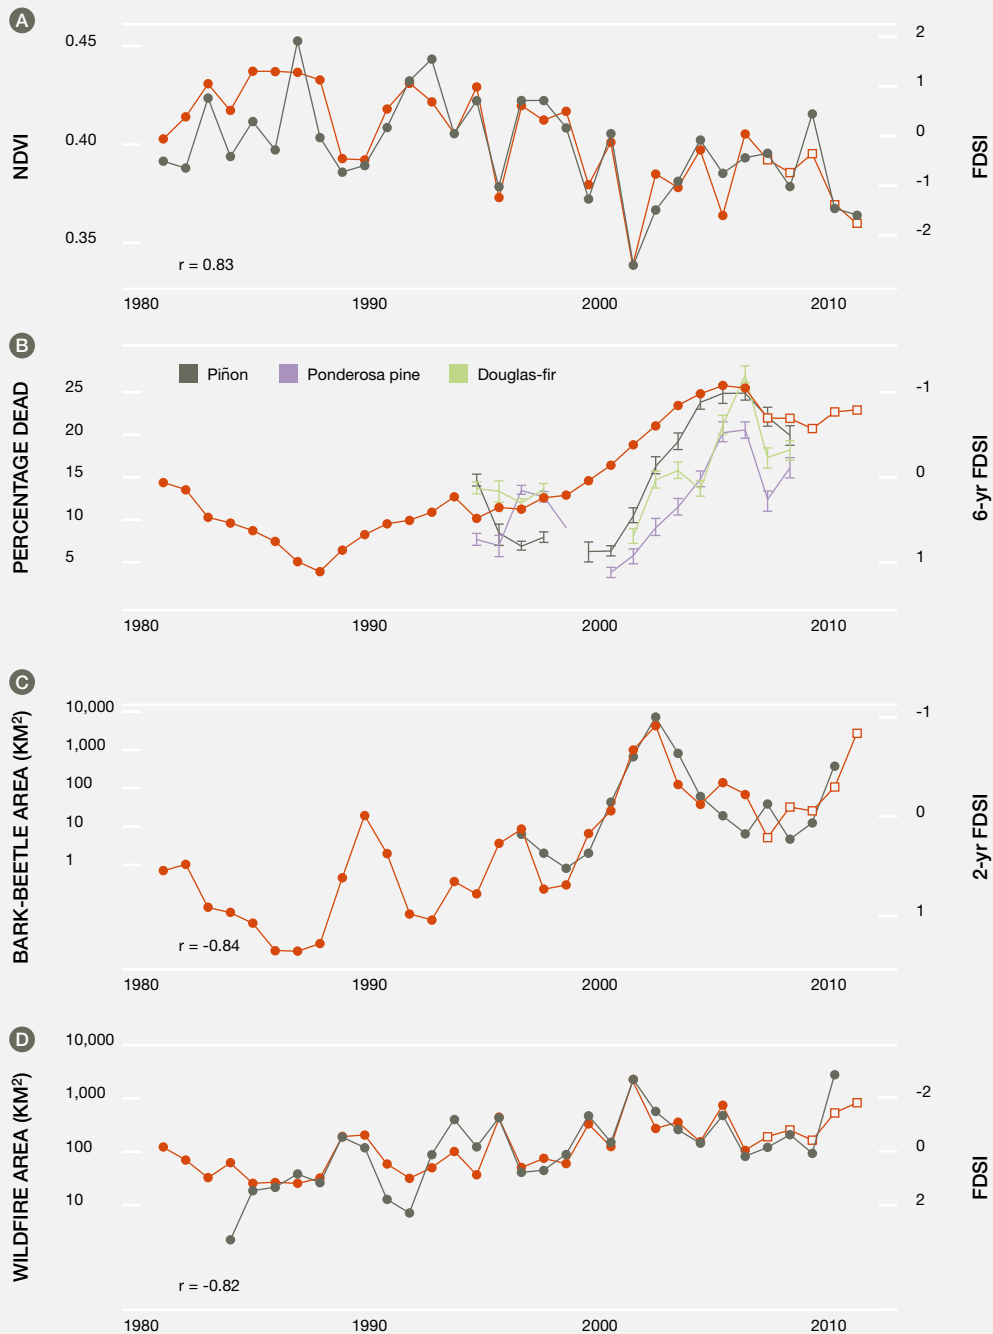 A
0.45
0.40
0.35
NDVI
2
1
0
-1
-2
FDSI
r = 0.83
1980 1990 2000 2010
B
Piñon Ponderosa pine Douglas-fir
25
20
15
10
5
PERCENTAGE DEAD
-1
0
1
6-yr FDSI
1980 1990 2000 2010
C
10,000
1,000
100
10
1
BARK-BEETLE AREA (KM²)
-1
0
1
2-yr FDSI
r = -0.84
1980 1990 2000 2010
D
10,000
1,000
100
10
WILDFIRE AREA (KM²)
-2
0
2
FDSI
r = -0.82
1980 1990 2000 2010